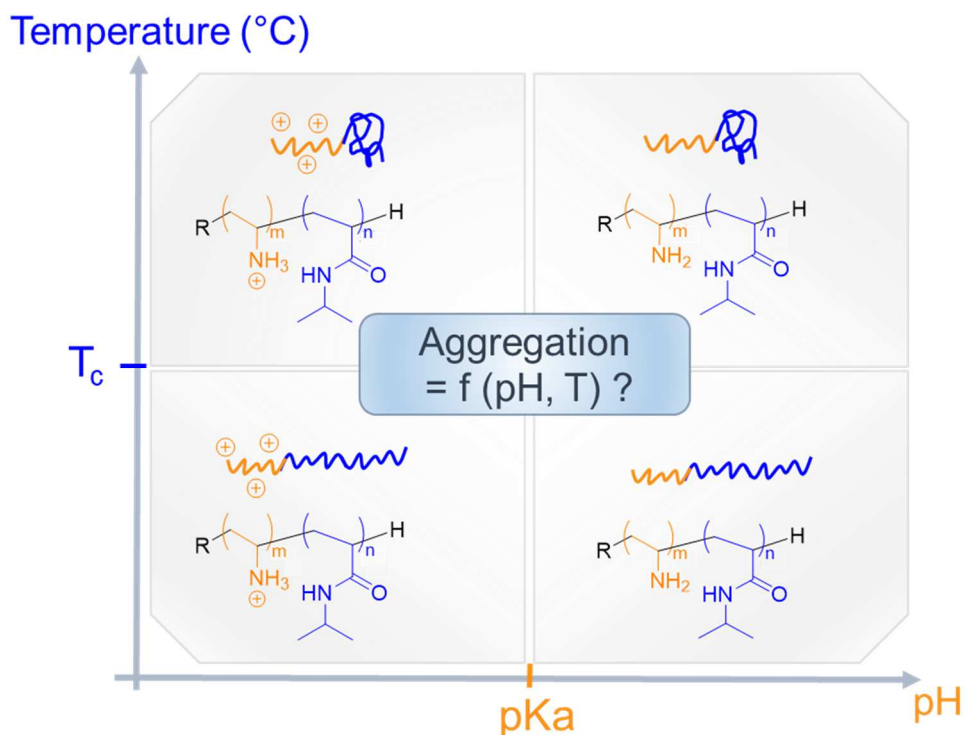 Temperature (°C)
⊕ ⊕
⊕
R ( )m ( )n H
NH3
⊕
HN O
R ( )m ( )n H
NH2
HN O
Tc
Aggregation
= f (pH, T) ?
⊕ ⊕
⊕
R ( )m ( )n H
NH3
⊕
HN O
R ( )m ( )n H
NH2
HN O
pKa
pH